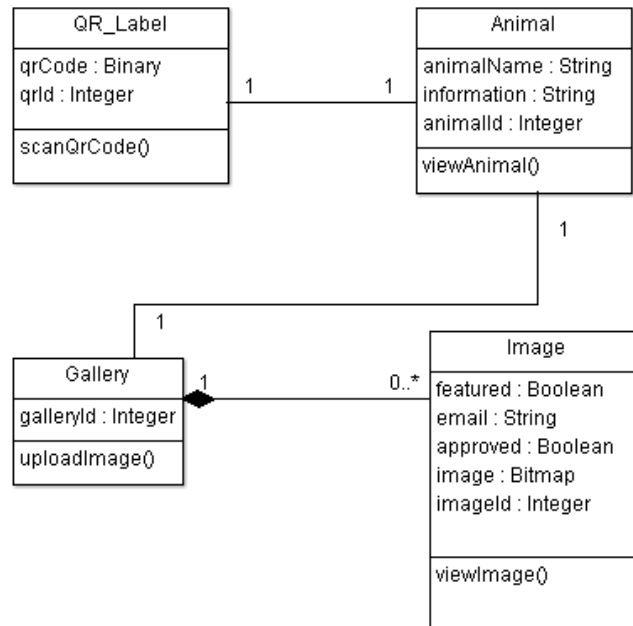 QR_Label
qrCode : Binary
qrId : Integer
scanQrCode()
1
1
Animal
animalName : String
information : String
animalId : Integer
viewAnimal()
1
1
Gallery
galleryId : Integer
uploadImage()
1
0..*
Image
featured : Boolean
email : String
approved : Boolean
image : Bitmap
imageId : Integer
viewImage()